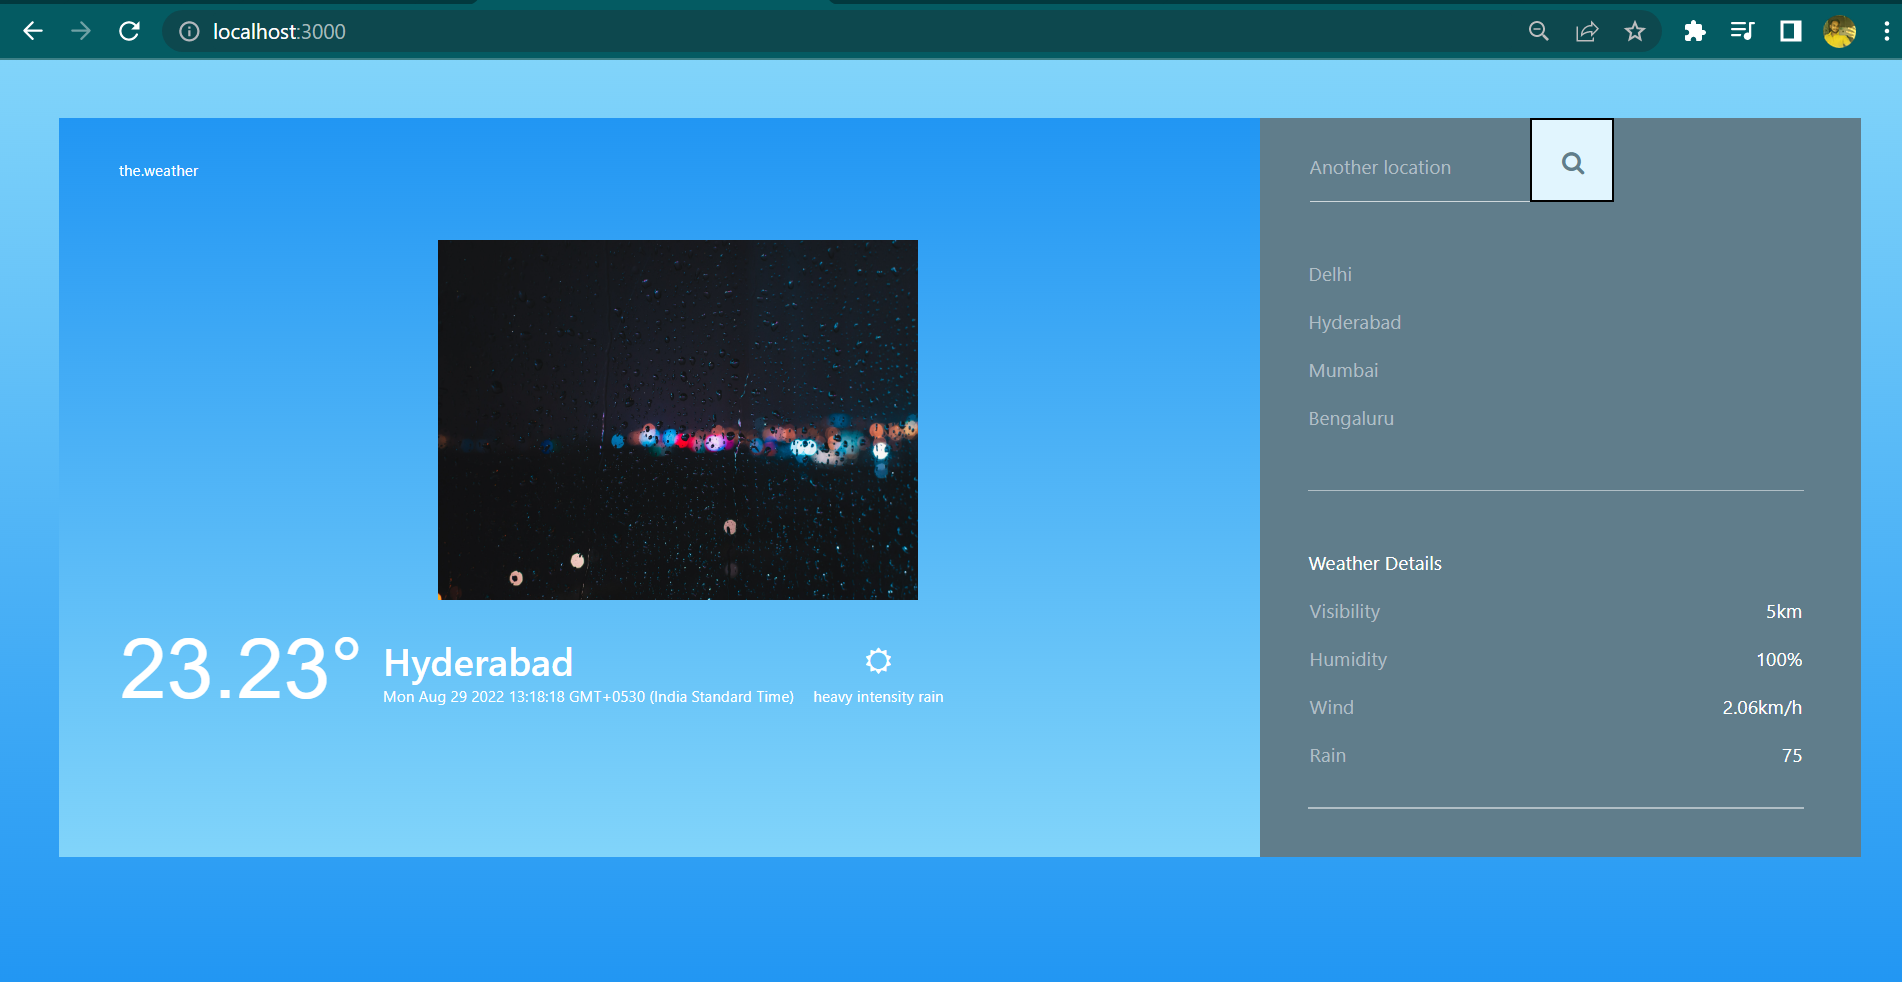 localhost:3000
the.weather
23.23°
Hyderabad
Mon Aug 29 2022 13:18:18 GMT+0530 (India Standard Time)
heavy intensity rain
Another location
Delhi
Hyderabad
Mumbai
Bengaluru
Weather Details
Visibility 5km
Humidity 100%
Wind 2.06km/h
Rain 75